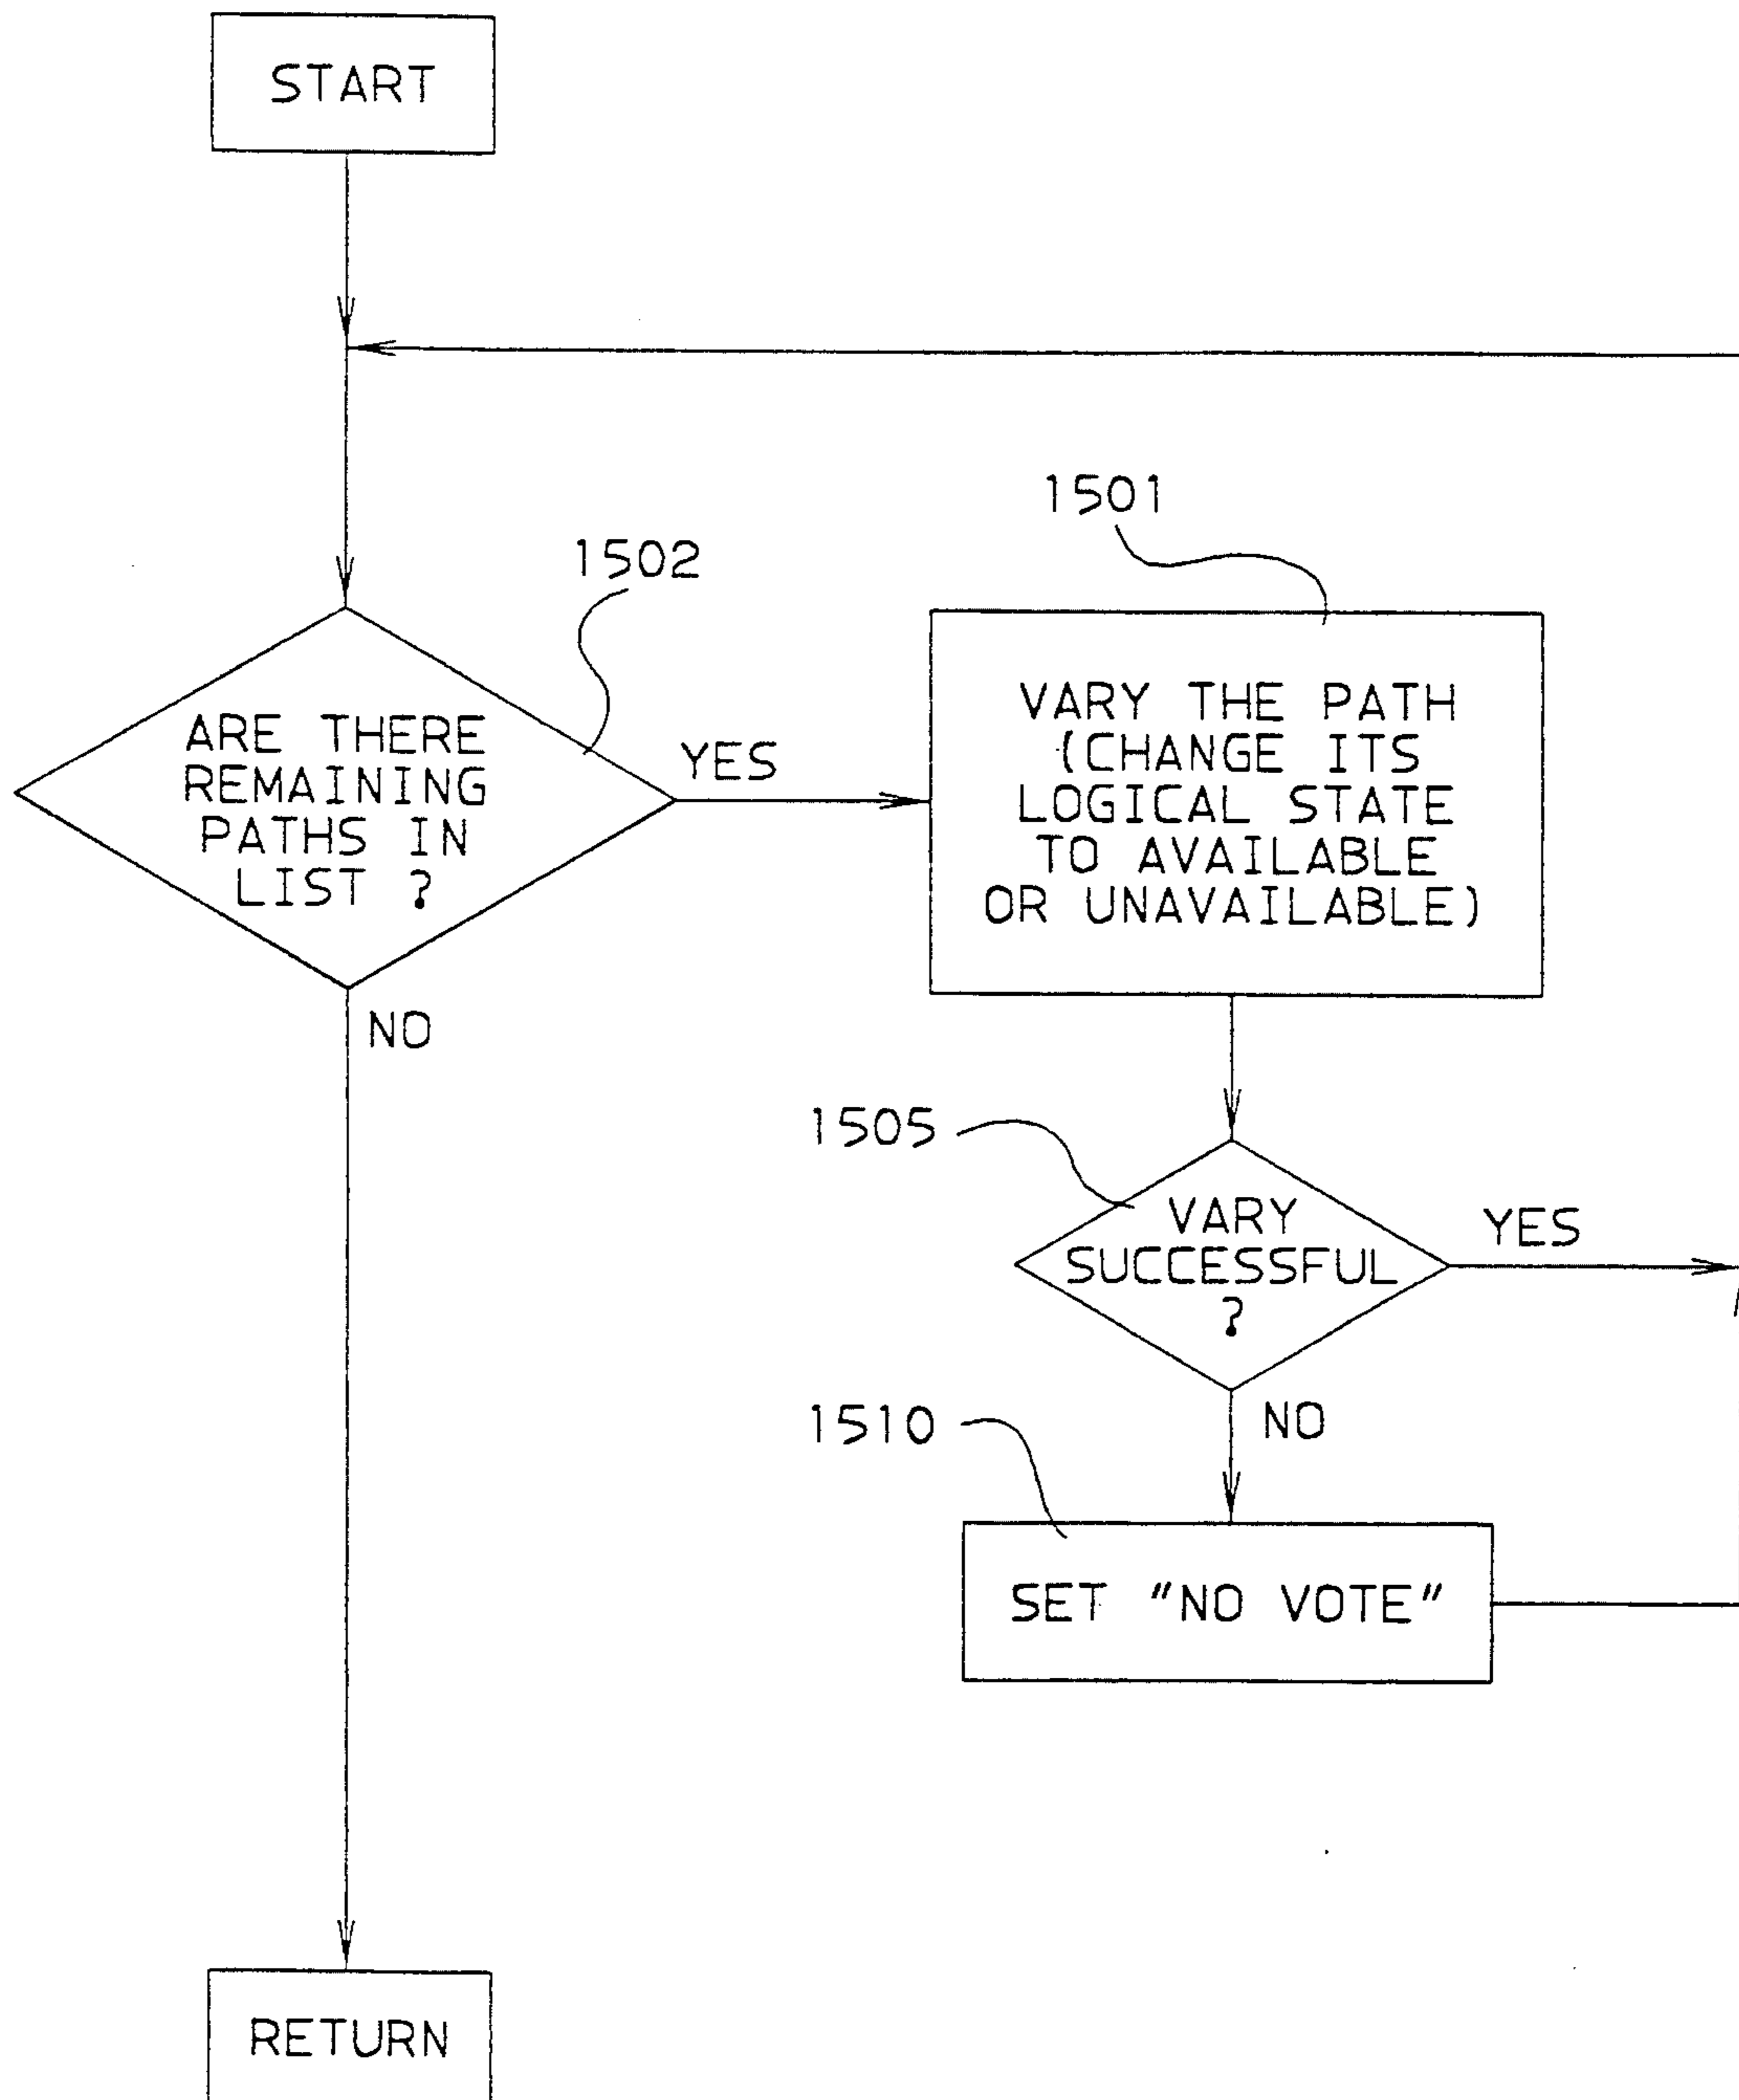 START
1501
1502
ARE THERE
REMAINING
PATHS IN
LIST ?
YES
VARY THE PATH
(CHANGE ITS
LOGICAL STATE
TO AVAILABLE
OR UNAVAILABLE)
NO
1505
VARY
SUCCESSFUL
?
YES
NO
1510
SET "NO VOTE"
RETURN